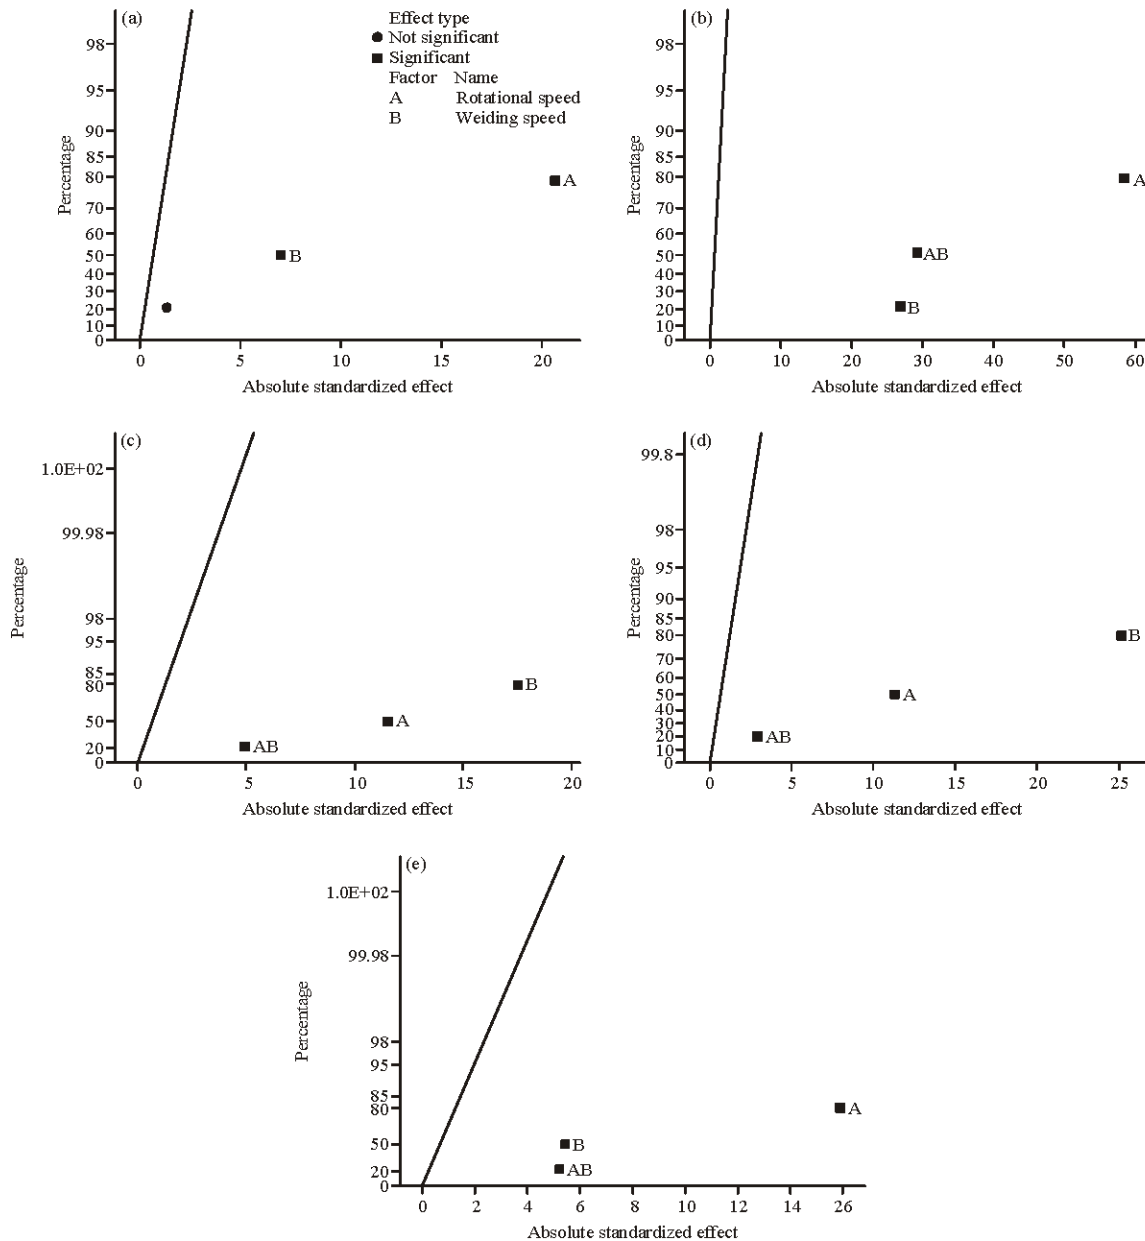 (a)
Effect type
Not significant
Significant
Factor Name
A Rotational speed
B Weiding speed
98
95
90
85
80
70
60
50
40
30
20
10
0
Percentage
A
B
0 5 10 15 20
Absolute standardized effect
(b)
98
95
90
85
80
70
60
50
40
30
20
10
0
Percentage
A
AB
B
0 10 20 30 40 50 60
Absolute standardized effect
(c)
1.0E+02
99.98
98
95
85
80
50
20
0
Percentage
B
A
AB
0 5 10 15 20
Absolute standardized effect
(d)
99.8
98
95
90
85
80
70
60
50
40
30
20
10
0
Percentage
B
A
AB
0 5 10 15 20 25
Absolute standardized effect
(e)
1.0E+02
99.98
98
95
85
80
50
20
0
Percentage
A
B
AB
0 2 4 6 8 10 12 14 26
Absolute standardized effect